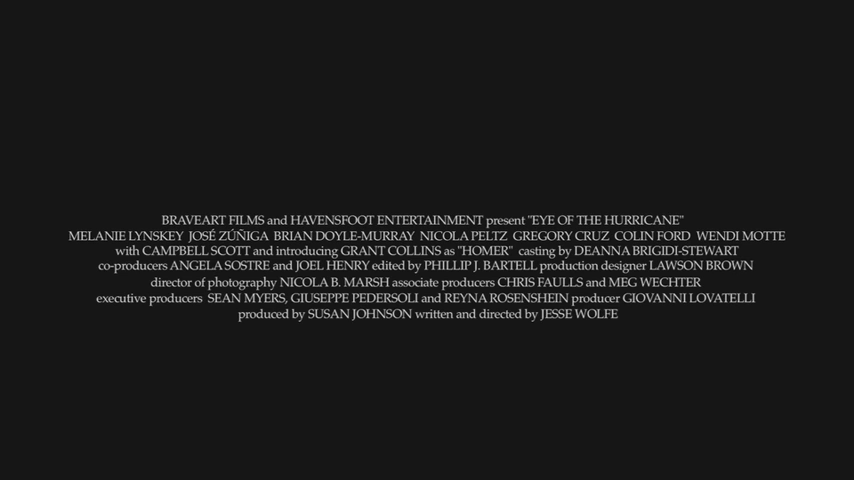 BRAVEART FILMS and HAVENSFOOT ENTERTAINMENT present "EYE OF THE HURRICANE"
MELANIE LYNSKEY JOSÉ ZÚÑIGA BRIAN DOYLE-MURRAY NICOLA PELTZ GREGORY CRUZ COLIN FORD WENDI MOTTE
with CAMPBELL SCOTT and introducing GRANT COLLINS as "HOMER" casting by DEANNA BRIGIDI-STEWART
co-producers ANGELA SOSTRE and JOEL HENRY edited by PHILLIP J. BARTELL production designer LAWSON BROWN
director of photography NICOLA B. MARSH associate producers CHRIS FAULLS and MEG WECHTER
executive producers SEAN MYERS, GIUSEPPE PEDERSOLI and REYNA ROSENSHEIN producer GIOVANNI LOVATELLI
produced by SUSAN JOHNSON written and directed by JESSE WOLFE